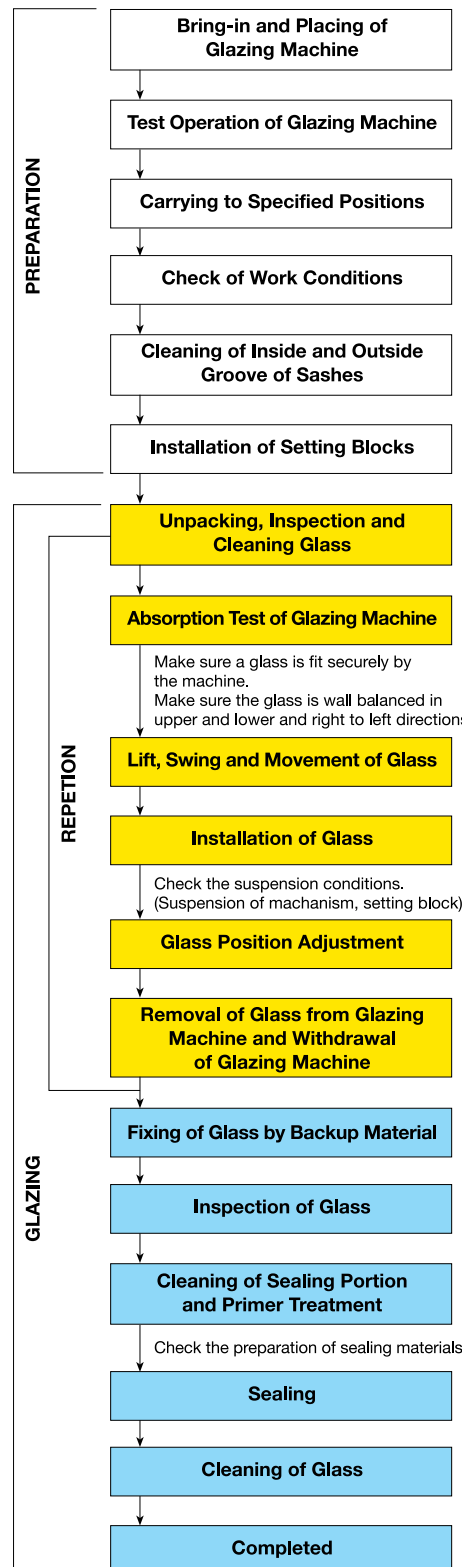 Bring-in and Placing of
Glazing Machine
Test Operation of Glazing Machine
Carrying to Specified Positions
Check of Work Conditions
Cleaning of Inside and Outside
Groove of Sashes
Installation of Setting Blocks
PREPARATION
Unpacking, Inspection and
Cleaning Glass
Absorption Test of Glazing Machine
Make sure a glass is fit securely by
the machine.
Make sure the glass is wall balanced in
upper and lower and right to left directions
Lift, Swing and Movement of Glass
Installation of Glass
Check the suspension conditions.
(Suspension of machanism, setting block)
Glass Position Adjustment
Removal of Glass from Glazing
Machine and Withdrawal
of Glazing Machine
REPETION
Fixing of Glass by Backup Material
Inspection of Glass
Cleaning of Sealing Portion
and Primer Treatment
Check the preparation of sealing materials
Sealing
Cleaning of Glass
Completed
GLAZING